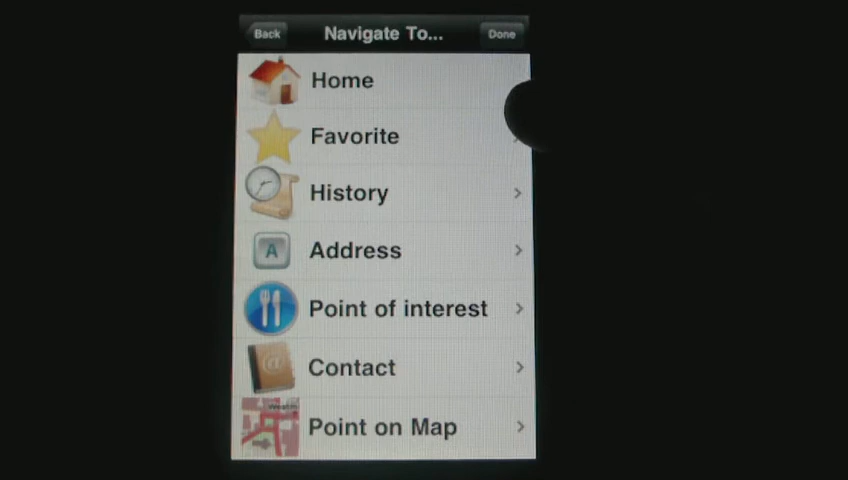 Back Navigate To... Done
Home
Favorite
History
A Address
Point of interest
@ Contact
Point on Map